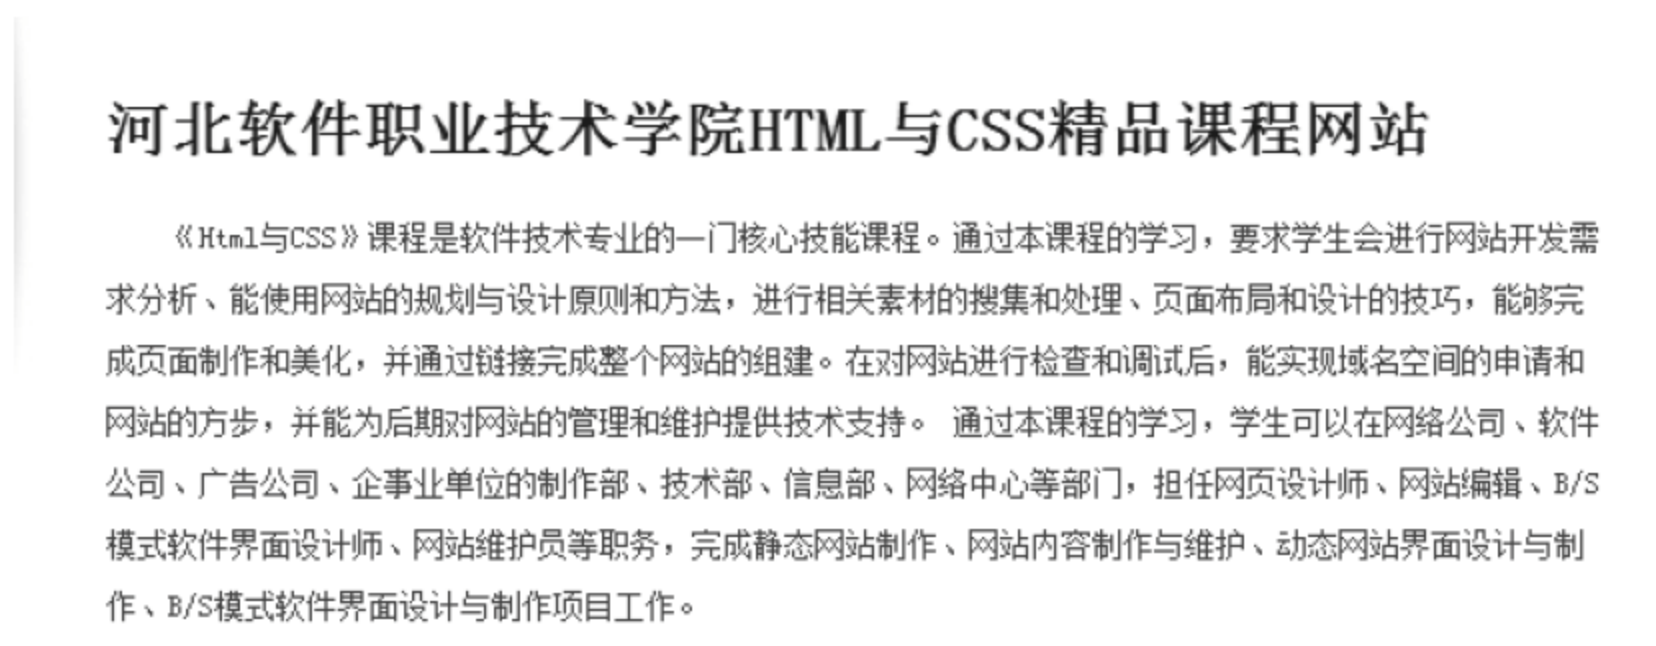 河北软件职业技术学院HTML与CSS精品课程网站
《Html与CSS》课程是软件技术专业的一门核心技能课程。通过本课程的学习，要求学生会进行网站开发需
求分析、能使用网站的规划与设计原则和方法，进行相关素材的搜集和处理、页面布局和设计的技巧，能够完
成页面制作和美化，并通过链接完成整个网站的组建。在对网站进行检查和调试后，能实现域名空间的申请和
网站的方步，并能为后期对网站的管理和维护提供技术支持。 通过本课程的学习，学生可以在网络公司、软件
公司、广告公司、企事业单位的制作部、技术部、信息部、网络中心等部门，担任网页设计师、网站编辑、B/S
模式软件界面设计师、网站维护员等职务，完成静态网站制作、网站内容制作与维护、动态网站界面设计与制
作、B/S模式软件界面设计与制作项目工作。